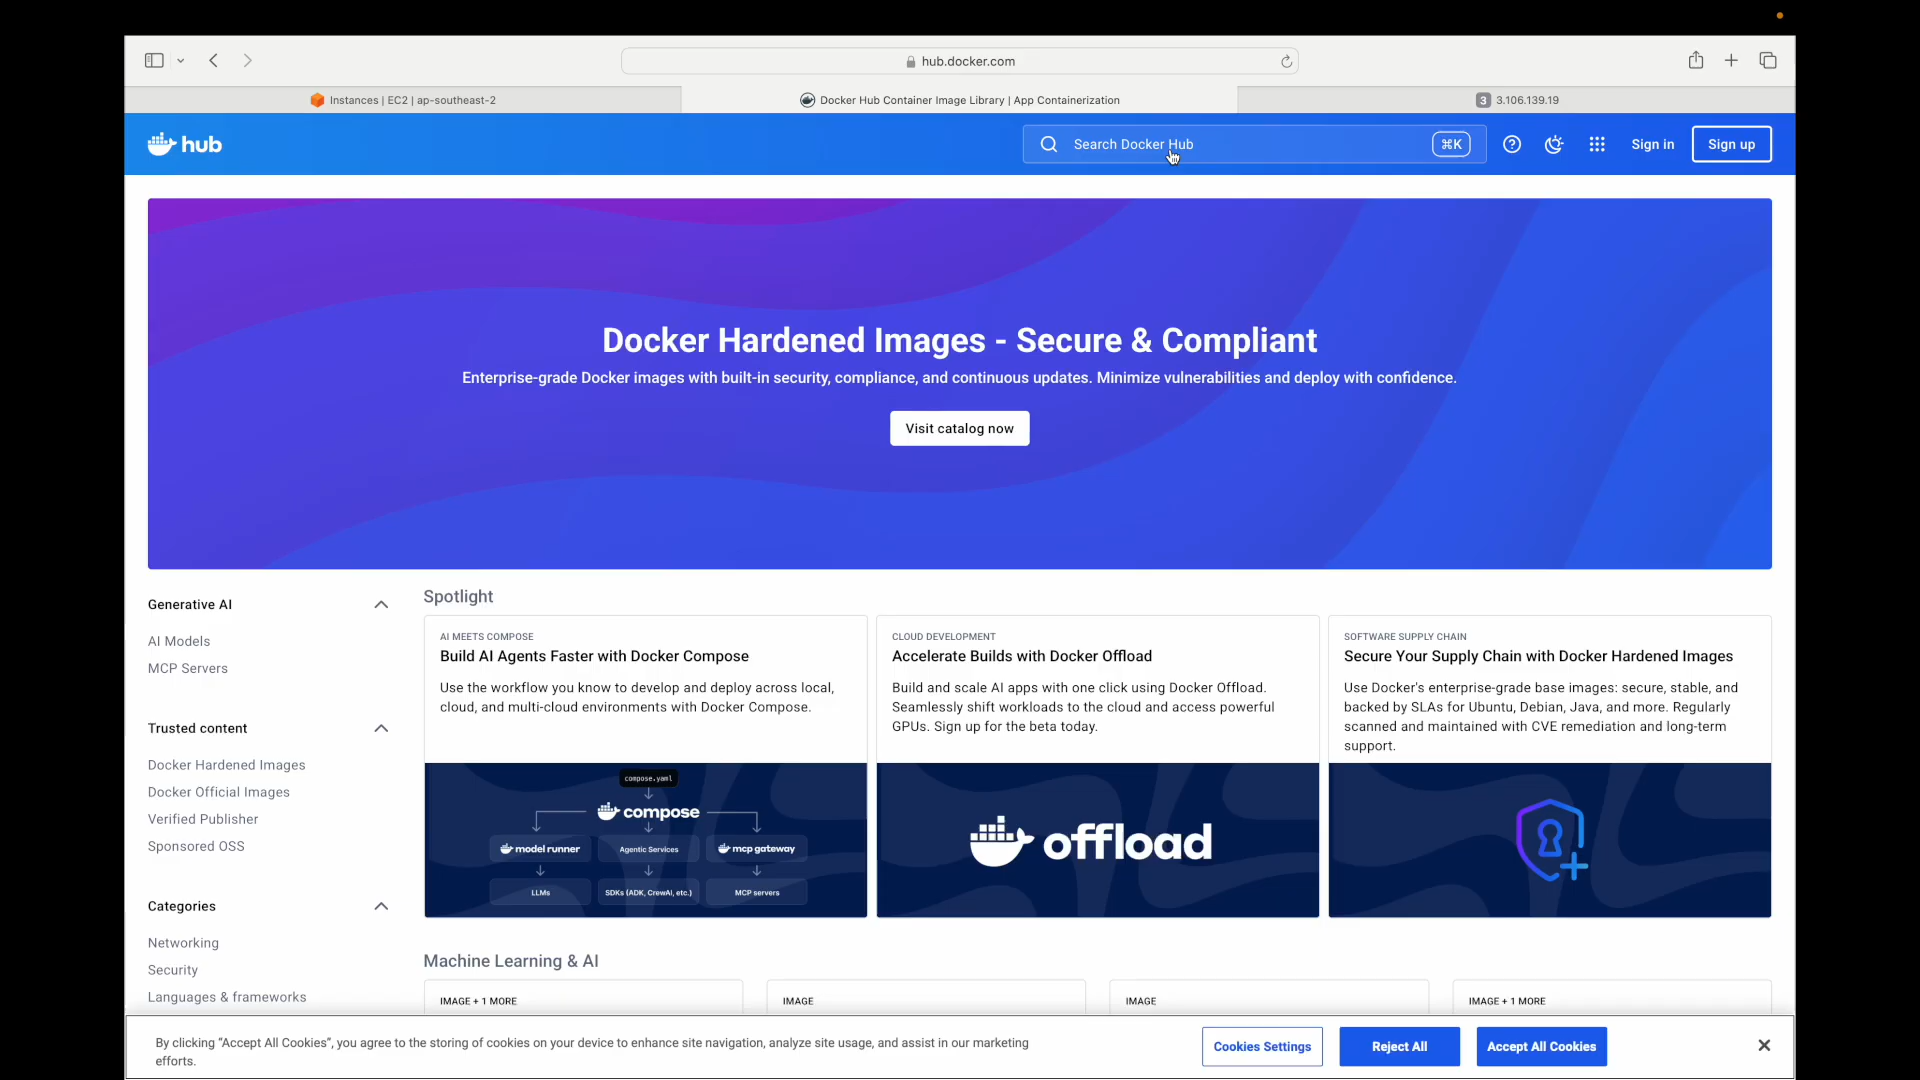 hub.docker.com
Instances | EC2 | ap-southeast-2
Docker Hub Container Image Library | App Containerization
3 3.106.139.19
hub
Search Docker Hub
⌘K
Sign in
Sign up
Docker Hardened Images - Secure & Compliant
Enterprise-grade Docker images with built-in security, compliance, and continuous updates. Minimize vulnerabilities and deploy with confidence.
Visit catalog now
Generative AI
AI Models
MCP Servers
Trusted content
Docker Hardened Images
Docker Official Images
Verified Publisher
Sponsored OSS
Categories
Networking
Security
Languages & frameworks
Spotlight
AI MEETS COMPOSE
Build AI Agents Faster with Docker Compose
Use the workflow you know to develop and deploy across local,
cloud, and multi-cloud environments with Docker Compose.
compose.yaml
compose
model runner
Agentic Services
mcp gateway
LLMs
SDKs (ADK, CrewAI, etc.)
MCP servers
CLOUD DEVELOPMENT
Accelerate Builds with Docker Offload
Build and scale AI apps with one click using Docker Offload.
Seamlessly shift workloads to the cloud and access powerful
GPUs. Sign up for the beta today.
offload
SOFTWARE SUPPLY CHAIN
Secure Your Supply Chain with Docker Hardened Images
Use Docker's enterprise-grade base images: secure, stable, and
backed by SLAs for Ubuntu, Debian, Java, and more. Regularly
scanned and maintained with CVE remediation and long-term
support.
Machine Learning & AI
IMAGE + 1 MORE
IMAGE
IMAGE
IMAGE + 1 MORE
By clicking “Accept All Cookies”, you agree to the storing of cookies on your device to enhance site navigation, analyze site usage, and assist in our marketing
efforts.
Cookies Settings
Reject All
Accept All Cookies